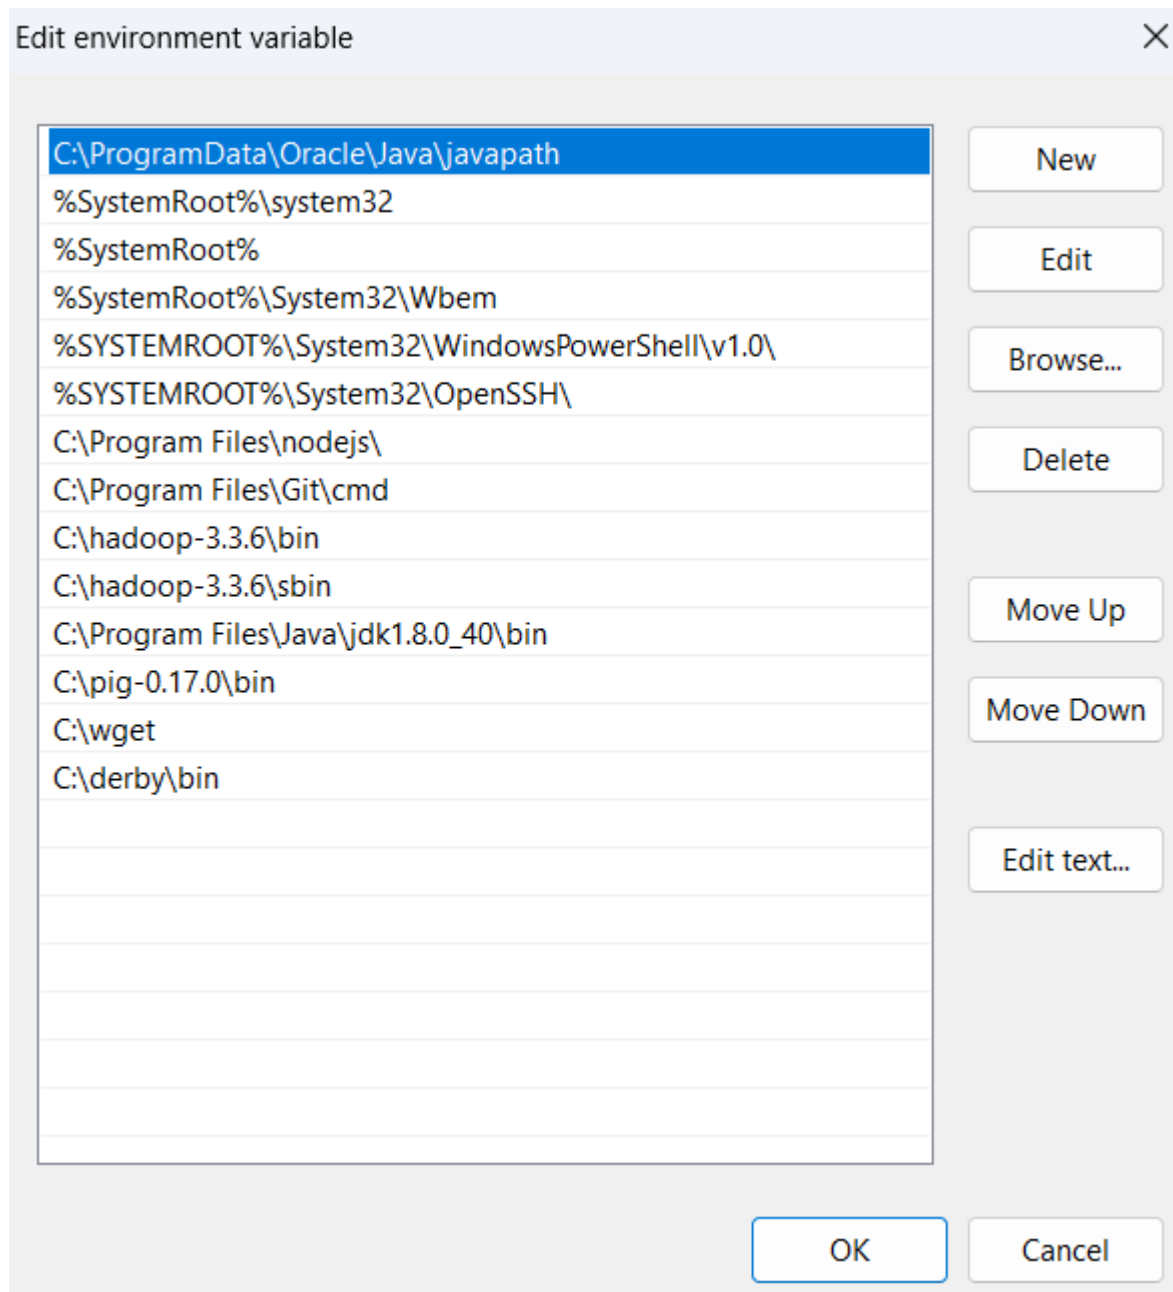 Edit environment variable
C:\ProgramData\Oracle\Java\javapath
New
%SystemRoot%\system32
%SystemRoot%
Edit
%SystemRoot%\System32\Wbem
%SYSTEMROOT%\System32\WindowsPowerShell\v1.0\
Browse...
%SYSTEMROOT%\System32\OpenSSH\
C:\Program Files\nodejs\
Delete
C:\Program Files\Git\cmd
C:\hadoop-3.3.6\bin
C:\hadoop-3.3.6\sbin
Move Up
C:\Program Files\Java\jdk1.8.0_40\bin
C:\pig-0.17.0\bin
Move Down
C:\wget
C:\derby\bin
Edit text...
OK
Cancel